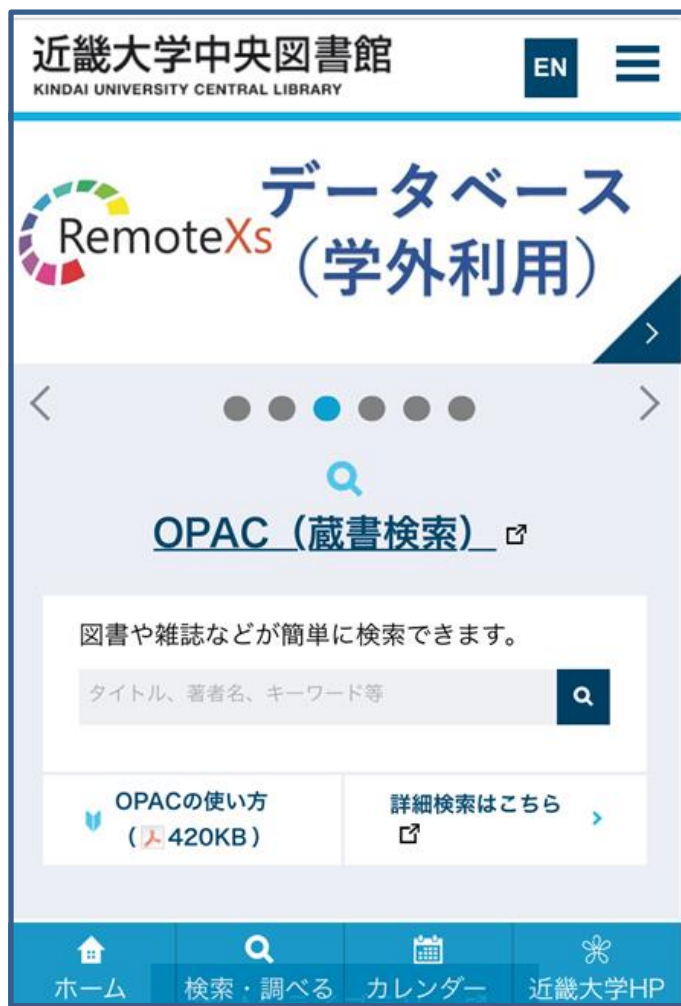 近畿大学中央図書館
KINDAI UNIVERSITY CENTRAL LIBRARY
EN
データベース
RemoteXs
（学外利用）
OPAC（蔵書検索）
図書や雑誌などが簡単に検索できます。
タイトル、著者名、キーワード等
OPACの使い方
（420KB）
詳細検索はこちら
ホーム
検索・調べる
カレンダー
近畿大学HP